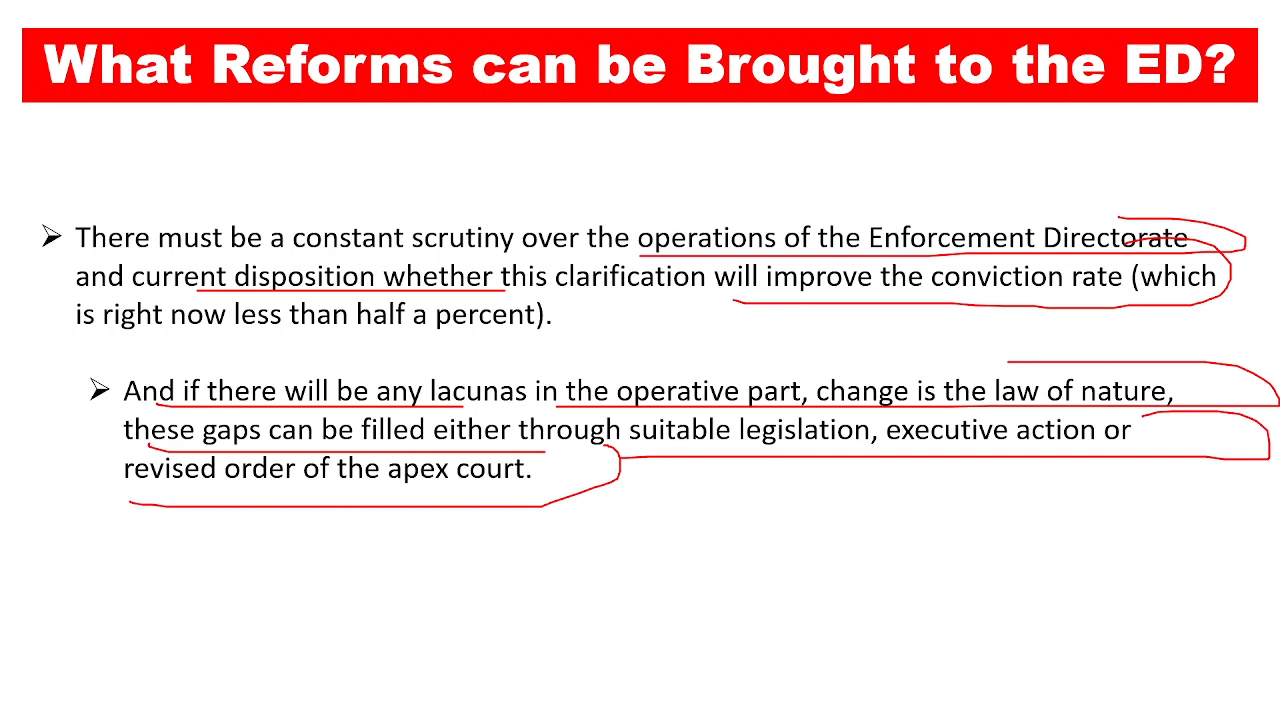 What Reforms can be Brought to the ED?
There must be a constant scrutiny over the operations of the Enforcement Directorate
and current disposition whether this clarification will improve the conviction rate (which
is right now less than half a percent).
And if there will be any lacunas in the operative part, change is the law of nature,
these gaps can be filled either through suitable legislation, executive action or
revised order of the apex court.